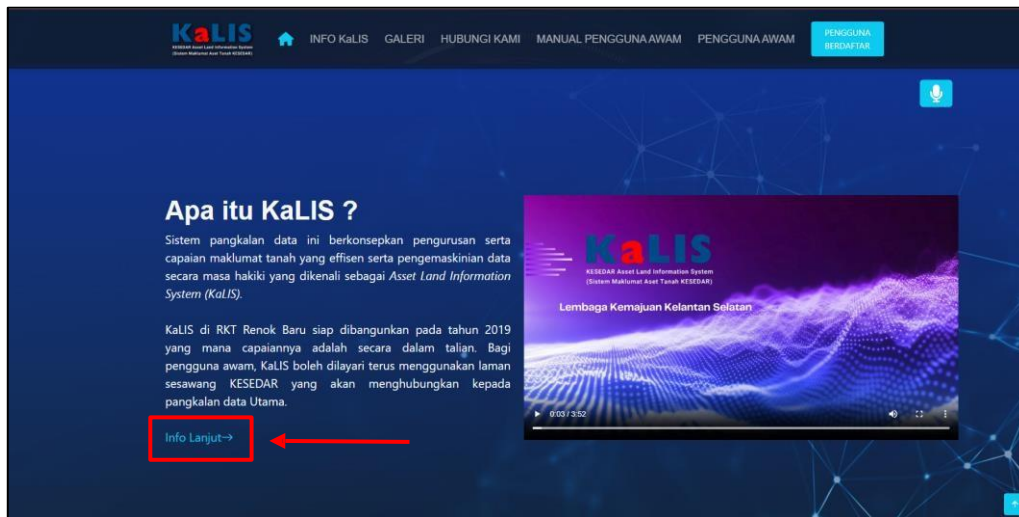 KaLIS
KESEDAR Asset Land Information System
(Sistem Maklumat Aset Tanah KESEDAR)
INFO KaLIS
GALERI
HUBUNGI KAMI
MANUAL PENGGUNA AWAM
PENGGUNA AWAM
PENGGUNA
BERDAFTAR
Apa itu KaLIS ?
Sistem pangkalan data ini berkonsepkan pengurusan serta
capaian maklumat tanah yang effisen serta pengemaskinian data
secara masa hakiki yang dikenali sebagai Asset Land Information
System (KaLIS).
KaLIS di RKT Renok Baru siap dibangunkan pada tahun 2019
yang mana capaiannya adalah secara dalam talian. Bagi
pengguna awam, KaLIS boleh dilayari terus menggunakan laman
sesawang KESEDAR yang akan menghubungkan kepada
pangkalan data Utama.
Info Lanjut→
KaLIS
KESEDAR Asset Land Information System
(Sistem Maklumat Aset Tanah KESEDAR)
Lembaga Kemajuan Kelantan Selatan
0:03 / 3:52